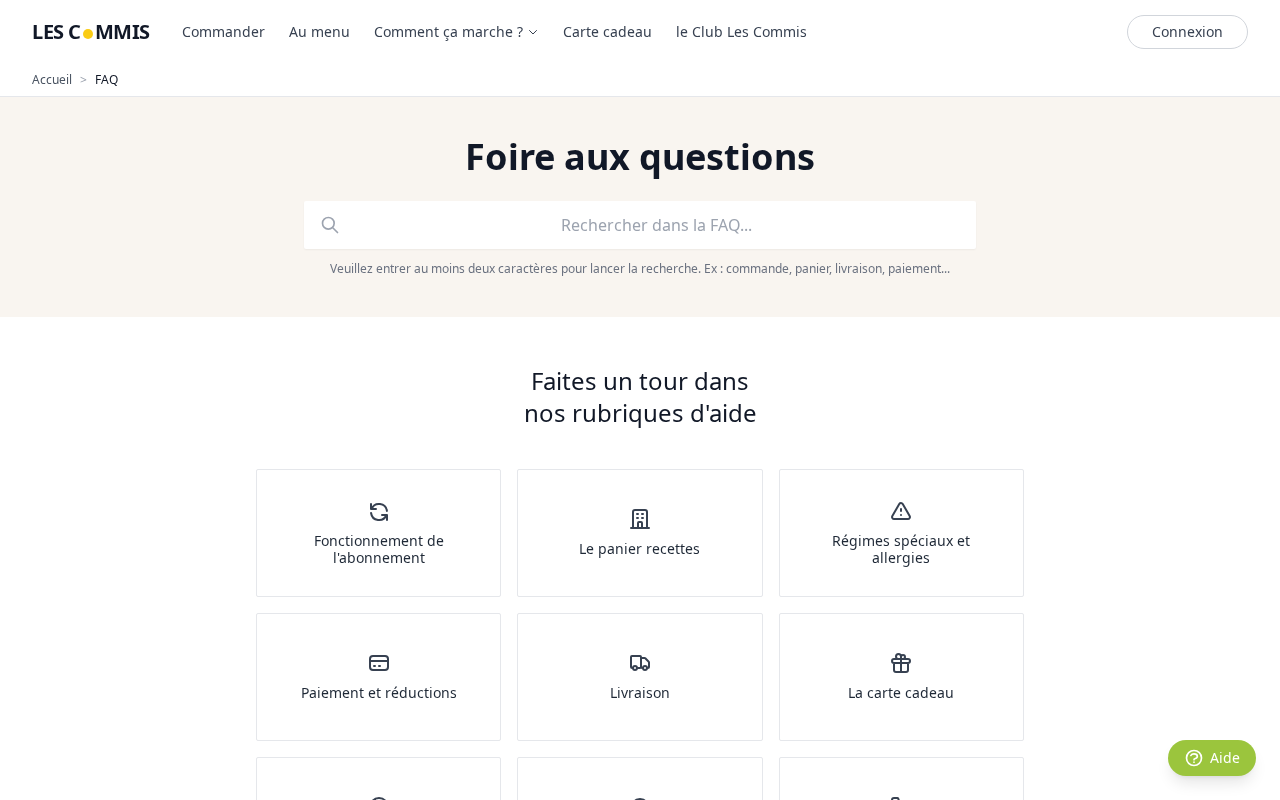 LES COMMIS
Commander
Au menu
Comment ça marche ?
Carte cadeau
le Club Les Commis
Connexion
Accueil > FAQ
Foire aux questions
Rechercher dans la FAQ...
Veuillez entrer au moins deux caractères pour lancer la recherche. Ex : commande, panier, livraison, paiement...
Faites un tour dans
nos rubriques d'aide
Fonctionnement de
l'abonnement
Le panier recettes
Régimes spéciaux et
allergies
Paiement et réductions
Livraison
La carte cadeau
Aide